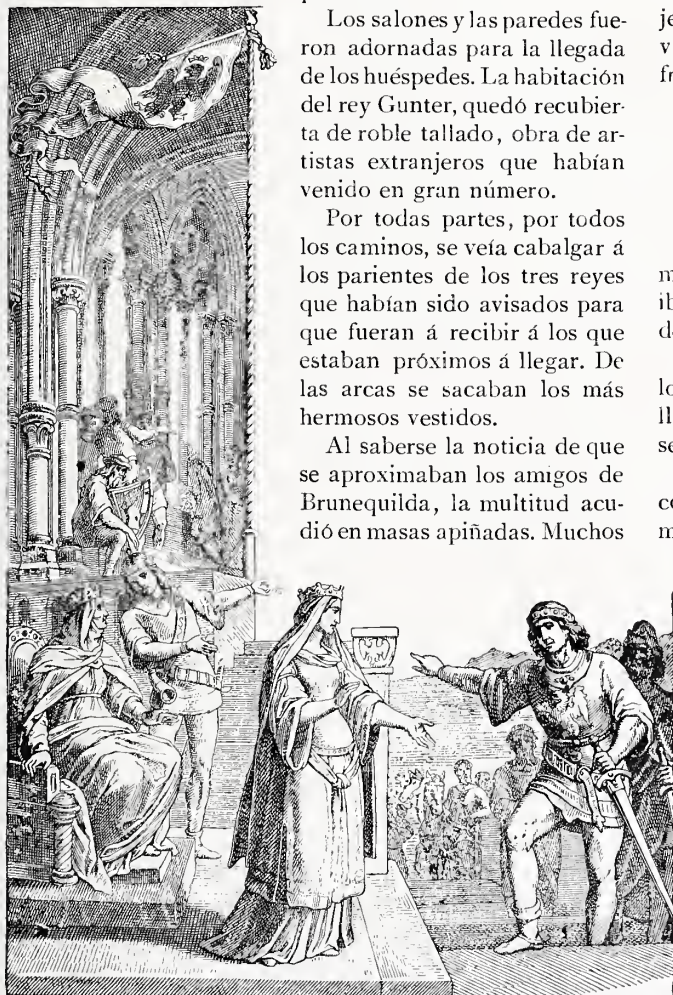 Los salones y las paredes fue-
ron adornadas para la llegada
de los huéspedes. La habitación
del rey Gunter, quedó recubier-
ta de roble tallado, obra de ar-
tistas extranjeros que habían
venido en gran número.
Por todas partes, por todos
los caminos, se veía cabalgar á
los parientes de los tres reyes
que habían sido avisados para
que fueran á recibir á los que
estaban próximos á llegar. De
las arcas se sacaban los más
hermosos vestidos.
Al saberse la noticia de que
se aproximaban los amigos de
Brunequilda, la multitud acu-
dió en masas apiñadas. Muchos